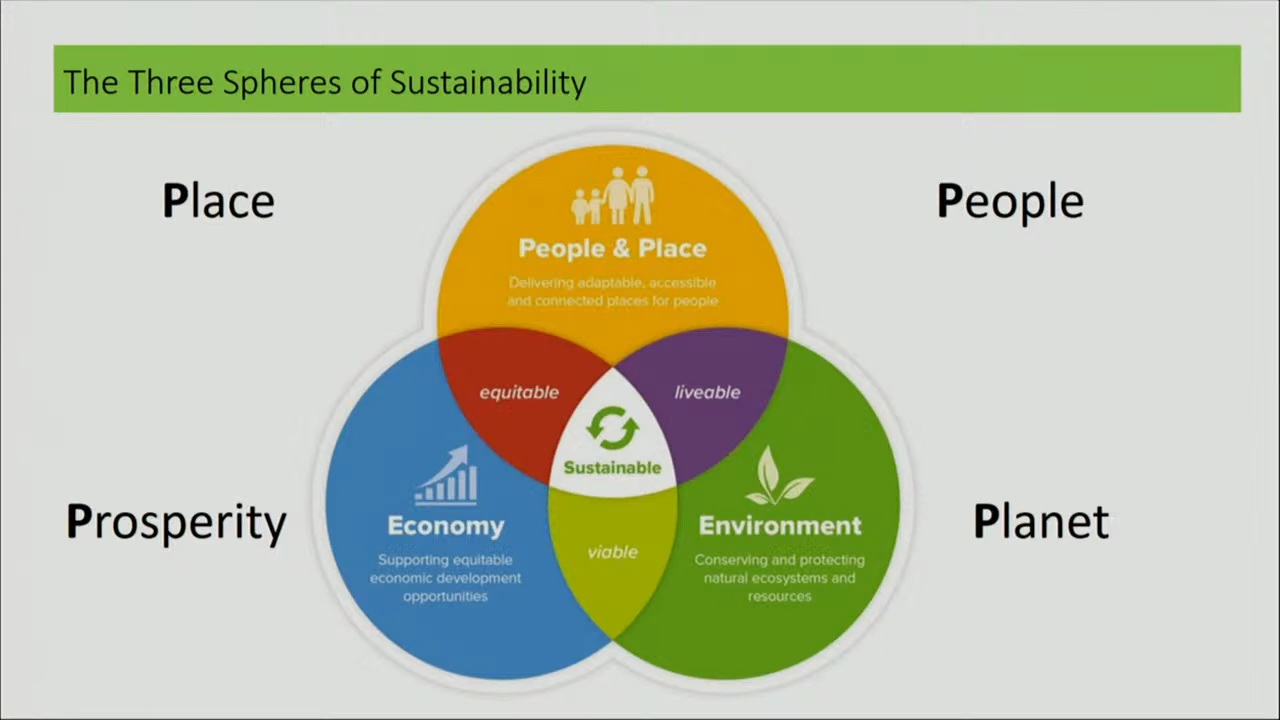 The Three Spheres of Sustainability
Place
People
People & Place
Delivering adaptable, accessible
and connected places for people
equitable
liveable
Sustainable
Economy
Supporting equitable
economic development
opportunities
viable
Environment
Conserving and protecting
natural ecosystems and
resources
Prosperity
Planet